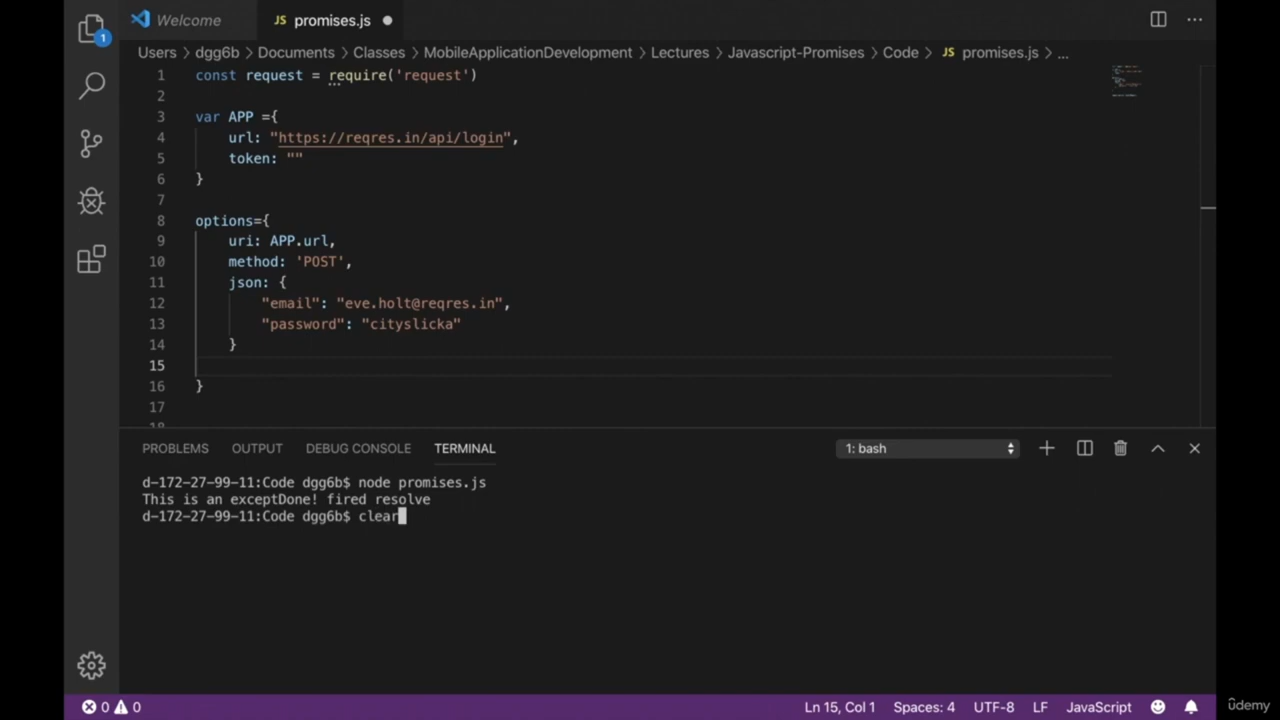 Welcome
JS promises.js
1
Users > dgg6b > Documents > Classes > MobileApplicationDevelopment > Lectures > Javascript-Promises > Code > JS promises.js > ...
1 const request = require('request')
2
3 var APP ={
4 url: "https://reqres.in/api/login",
5 token: ""
6 }
7
8 options={
9 uri: APP.url,
10 method: 'POST',
11 json: {
12 "email": "eve.holt@reqres.in",
13 "password": "cityslicka"
14 }
15
16 }
17
18
PROBLEMS OUTPUT DEBUG CONSOLE TERMINAL 1: bash
d-172-27-99-11:Code dgg6b$ node promises.js
This is an exceptDone! fired resolve
d-172-27-99-11:Code dgg6b$ clear
0 0 Ln 15, Col 1 Spaces: 4 UTF-8 LF JavaScript
ûdemy